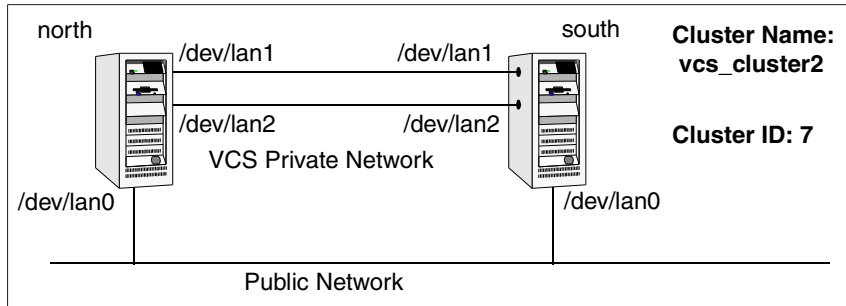 north
south
Cluster Name:
vcs_cluster2
/dev/lan1
/dev/lan1
/dev/lan2
/dev/lan2
Cluster ID: 7
VCS Private Network
/dev/lan0
/dev/lan0
Public Network